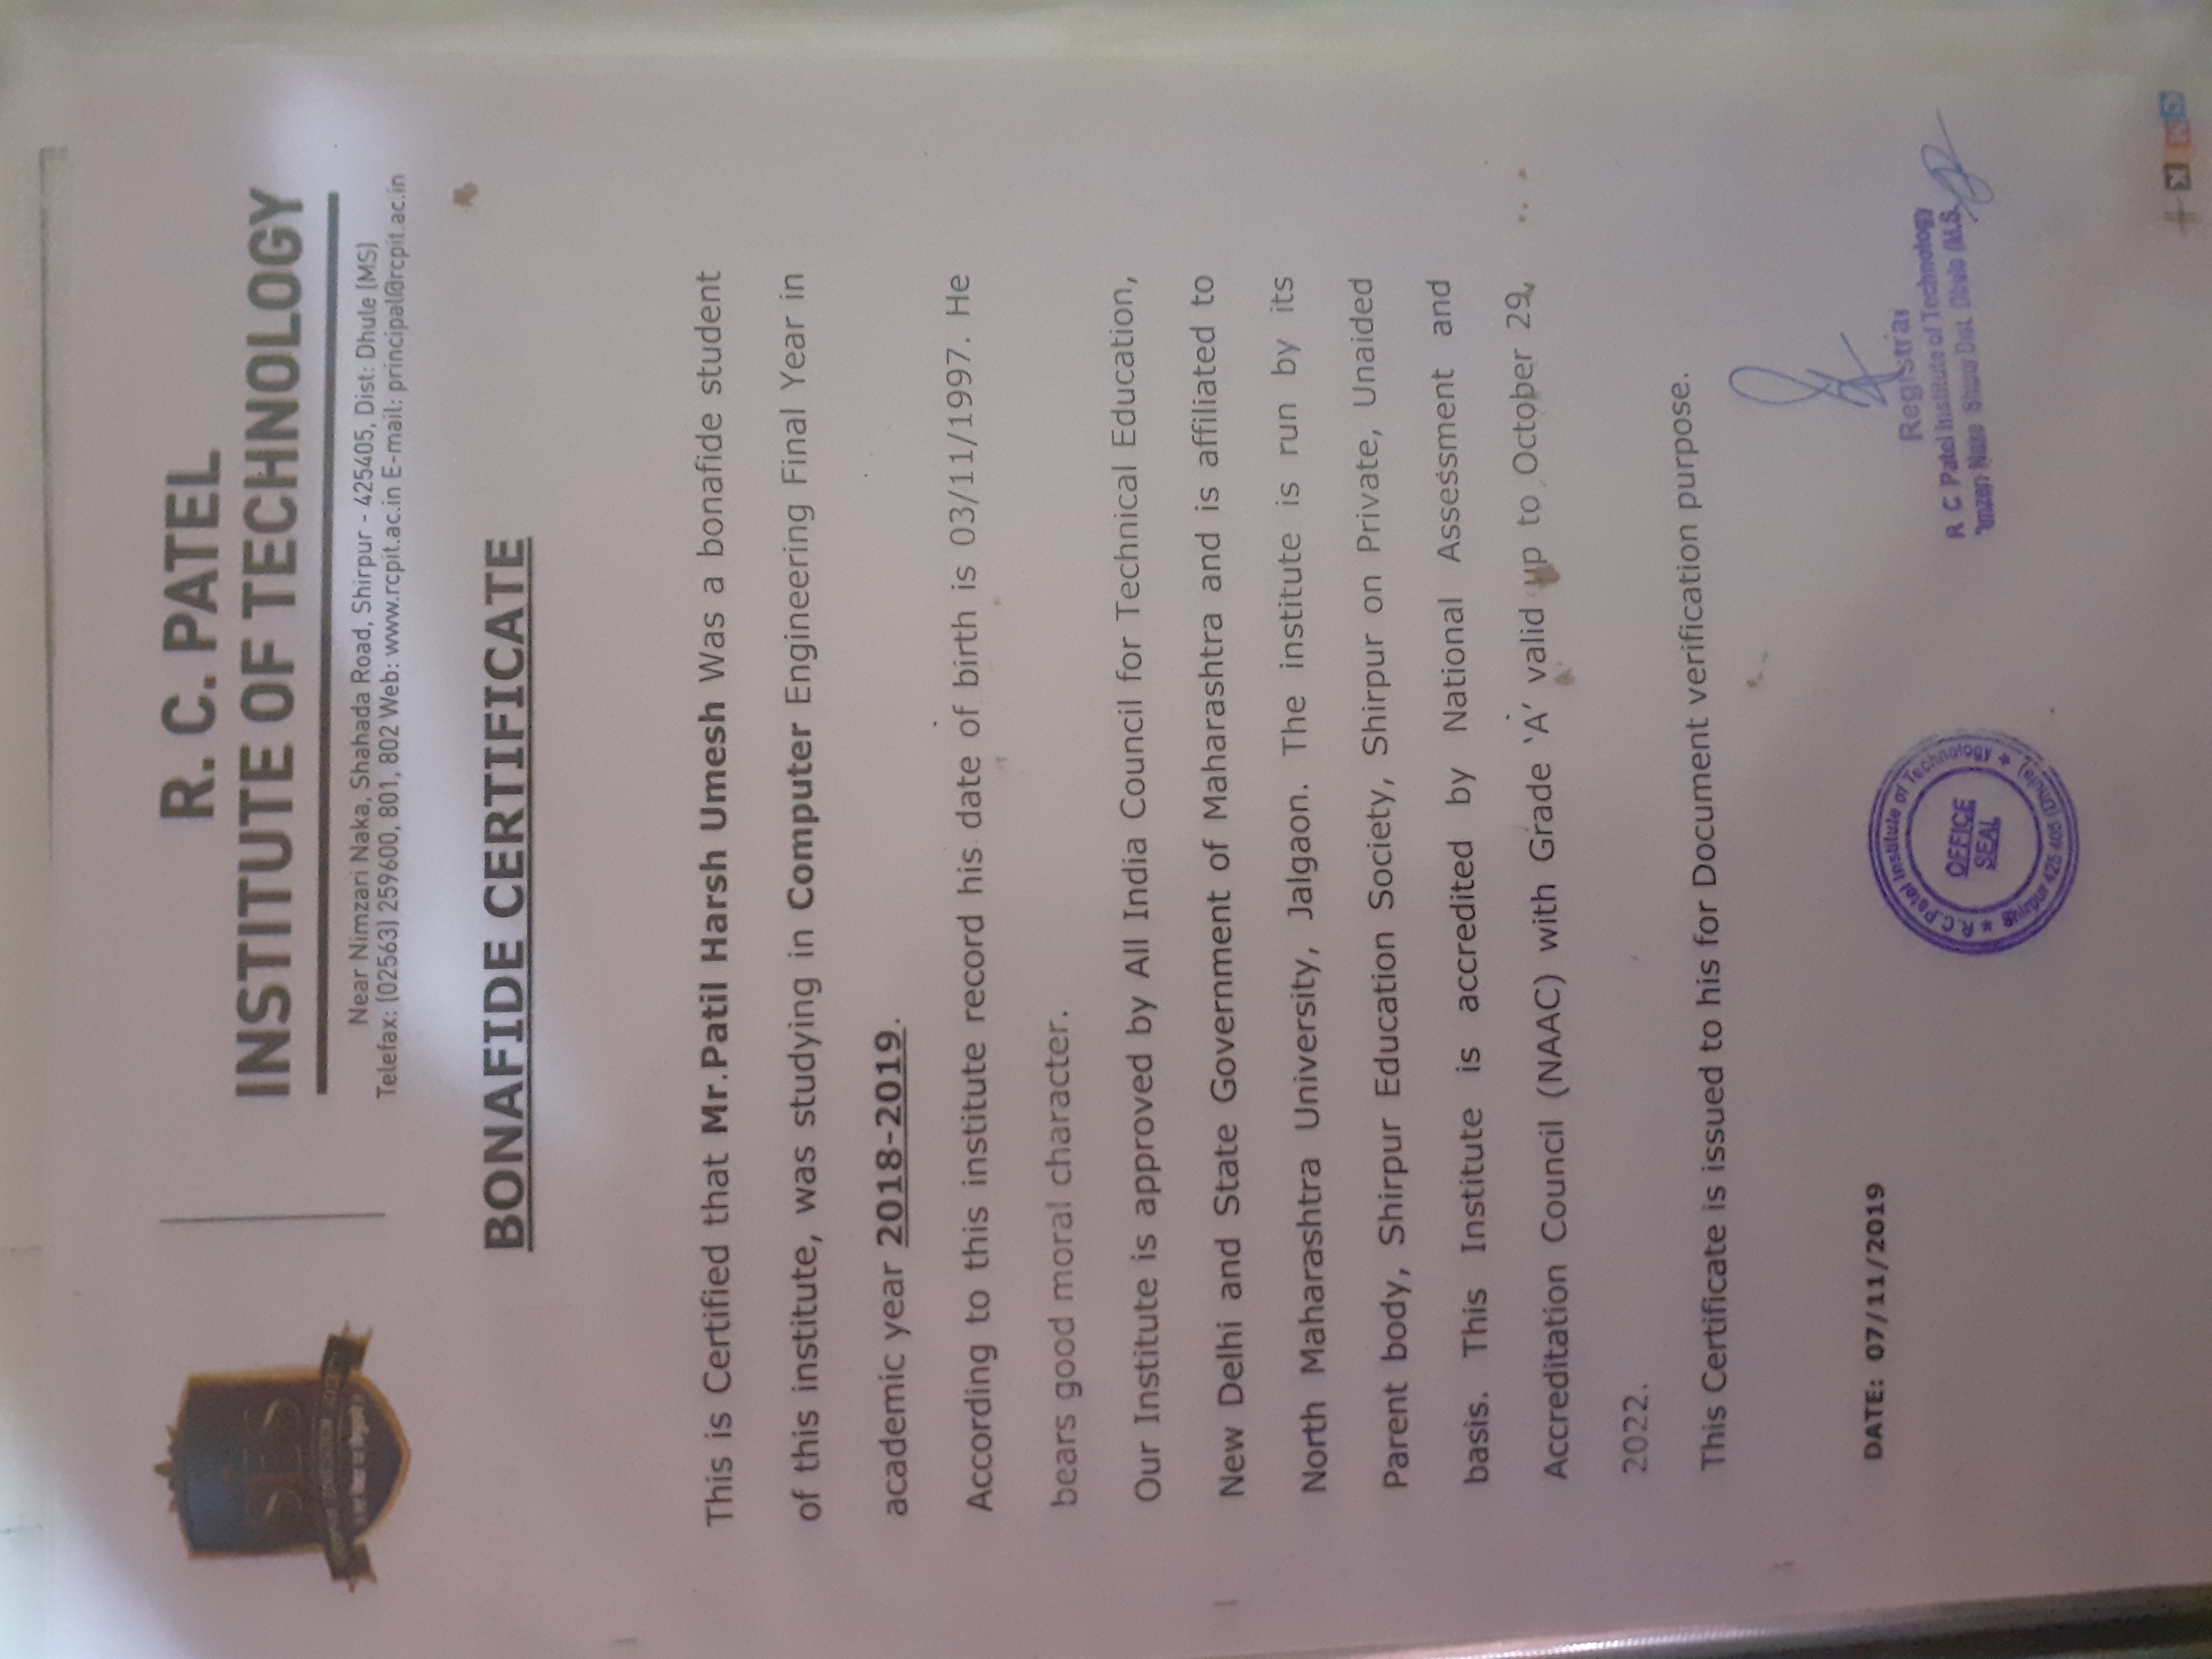 SES
R. C. PATEL
INSTITUTE OF TECHNOLOGY
Near Nimzari Naka, Shahada Road, Shirpur - 425405, Dist: Dhule (MS)
Telefax: (02563) 259600, 801, 802 Web: www.rcpit.ac.in E-mail: principal@rcpit.ac.in
BONAFIDE CERTIFICATE
This is Certified that Mr.Patil Harsh Umesh Was a bonafide student
of this institute, was studying in Computer Engineering Final Year in
academic year 2018-2019.
According to this institute record his date of birth is 03/11/1997. He
bears good moral character.
Our Institute is approved by All India Council for Technical Education,
New Delhi and State Government of Maharashtra and is affiliated to
North Maharashtra University, Jalgaon. The institute is run by its
Parent body, Shirpur Education Society, Shirpur on Private, Unaided
basis. This Institute is accredited by National Assessment and
Accreditation Council (NAAC) with Grade ‘A’ valid up to October 29,
2022.
This Certificate is issued to his for Document verification purpose.
DATE: 07/11/2019
R.C.Patel Institute of Technology
Shirpur 425 405 (Dhule)
OFFICE
SEAL
Registrar
R C Patel Institute of Technology
Dist. Dhule (M.S.